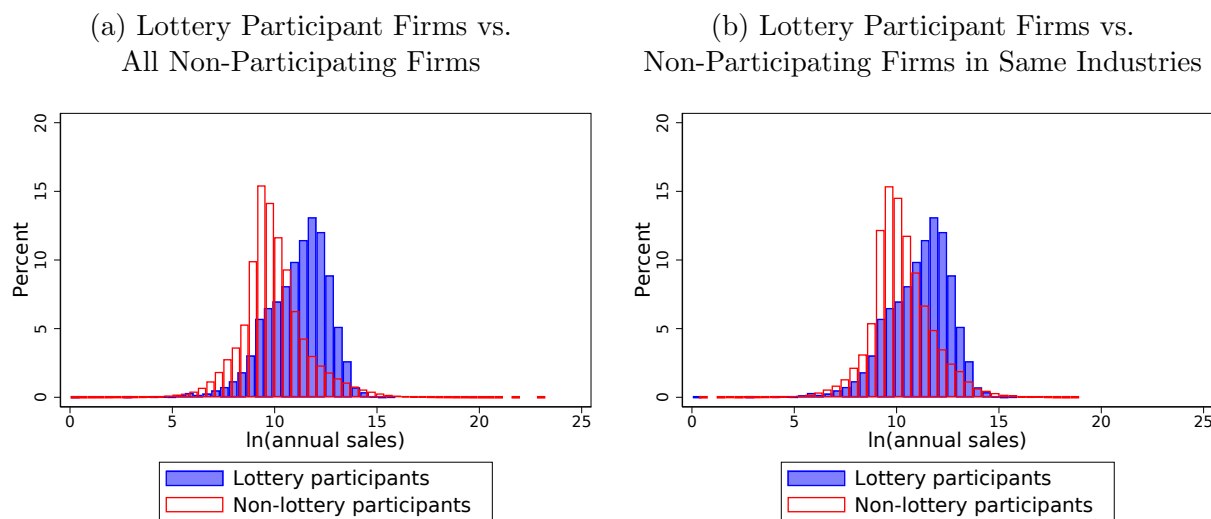 (a) Lottery Participant Firms vs.
All Non-Participating Firms
20
15
10
5
0
Percent
0 5 10 15 20 25
ln(annual sales)
Lottery participants
Non-lottery participants
(b) Lottery Participant Firms vs.
Non-Participating Firms in Same Industries
20
15
10
5
0
Percent
0 5 10 15 20 25
ln(annual sales)
Lottery participants
Non-lottery participants